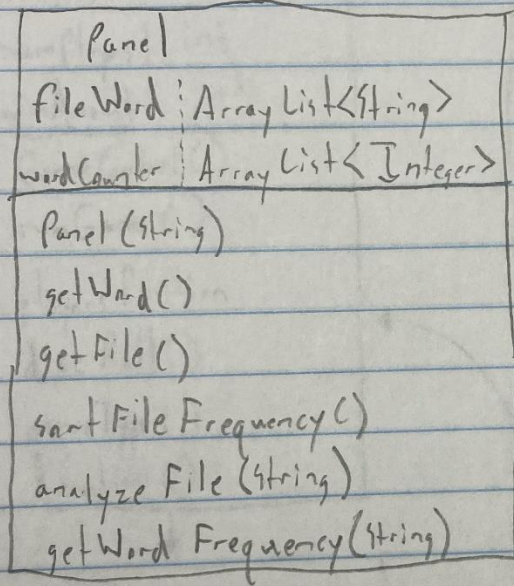 Panel
fileWord : ArrayList<String>
wordCounter : ArrayList<Integer>
Panel(String)
getWord()
getFile()
sortFileFrequency()
analyzeFile(String)
getWordFrequency(String)